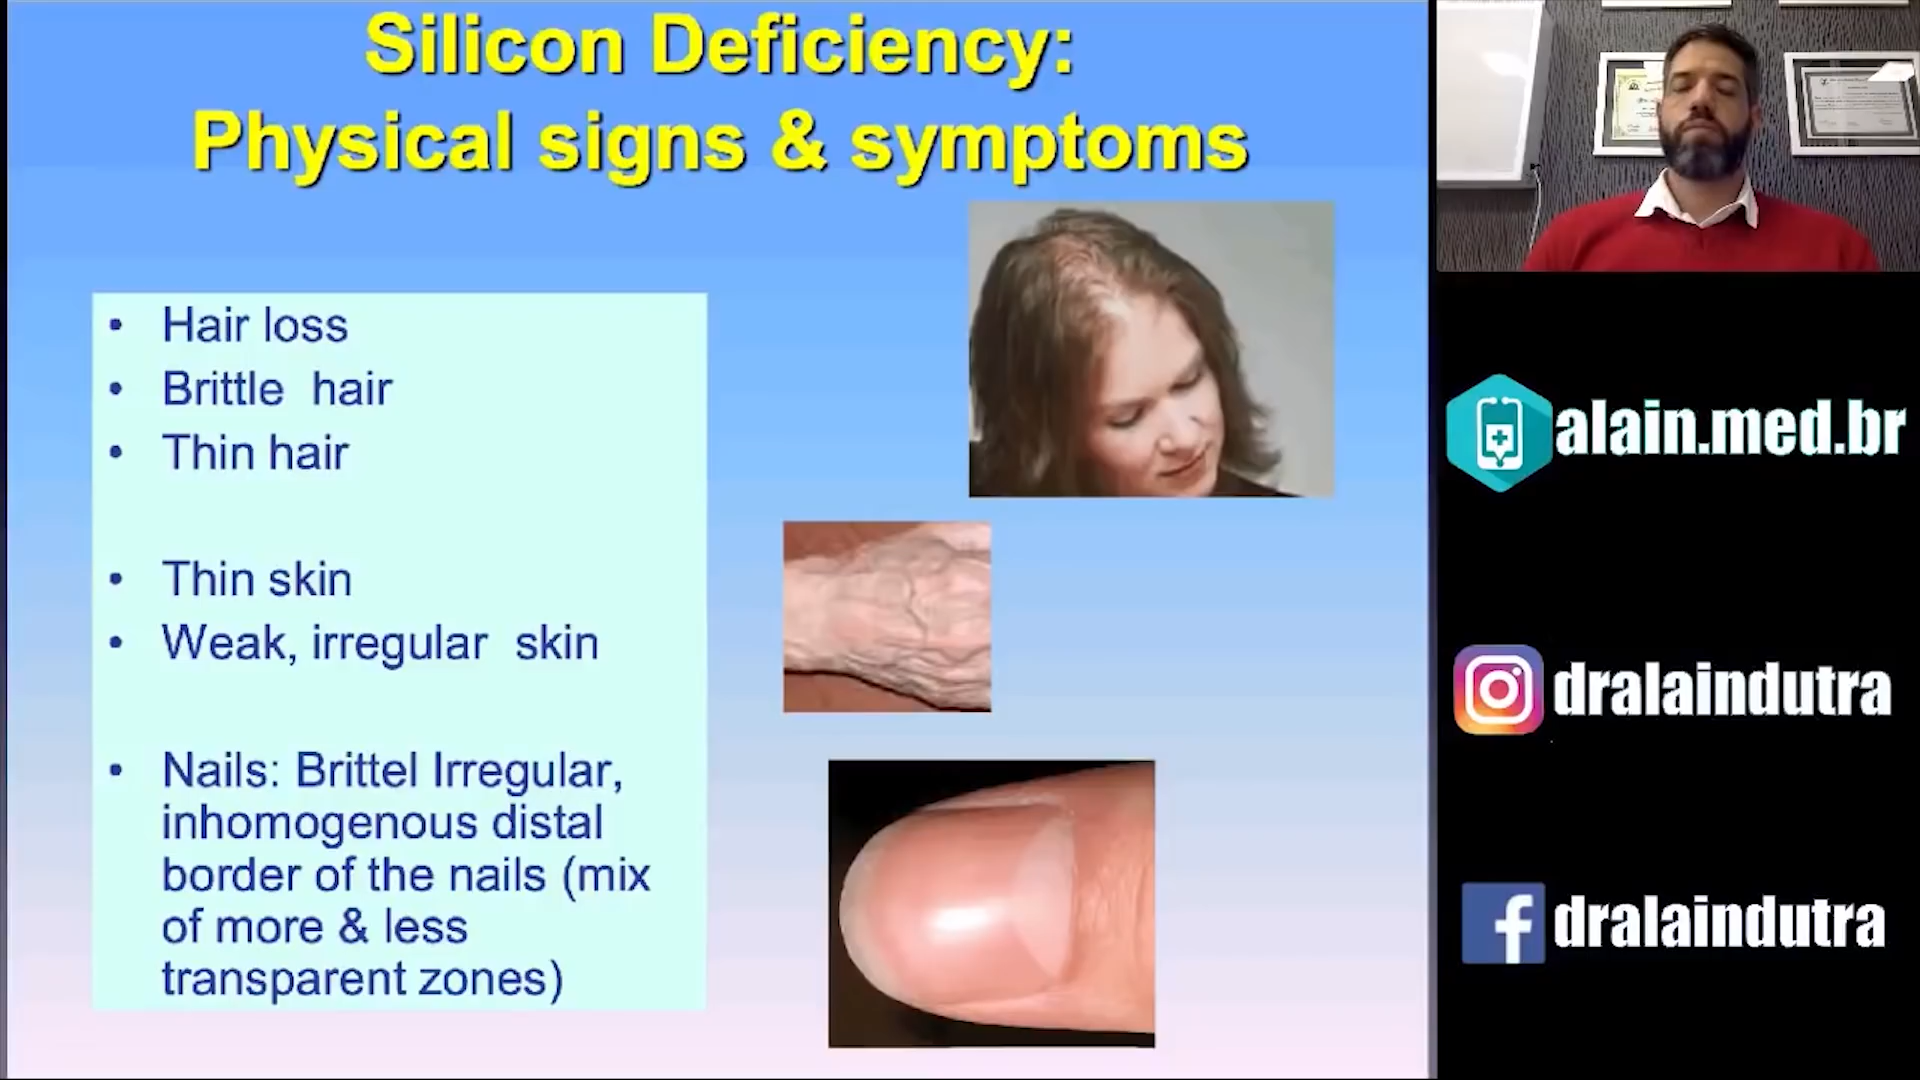 Silicon Deficiency:
Physical signs & symptoms
• Hair loss
• Brittle hair
• Thin hair
• Thin skin
• Weak, irregular skin
• Nails: Brittel Irregular,
inhomogenous distal
border of the nails (mix
of more & less
transparent zones)
alain.med.br
dralaindutra
dralaindutra